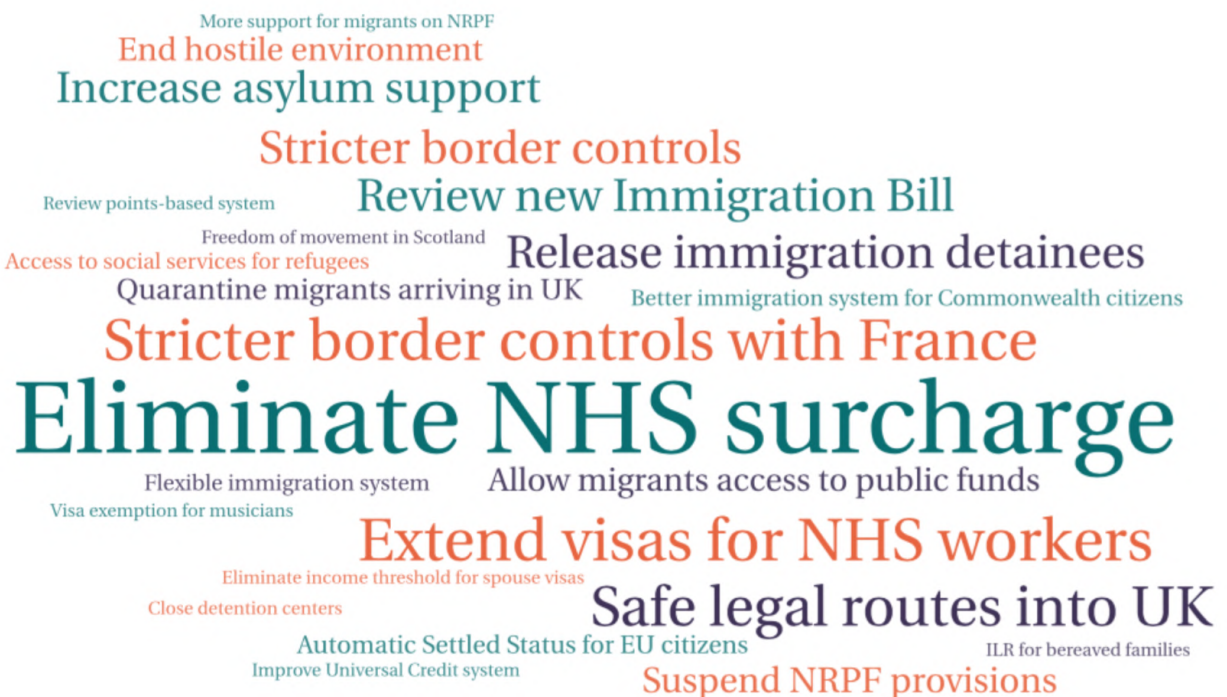 More support for migrants on NRPF
End hostile environment
Increase asylum support
Stricter border controls
Review new Immigration Bill
Review points-based system
Freedom of movement in Scotland
Release immigration detainees
Access to social services for refugees
Quarantine migrants arriving in UK
Better immigration system for Commonwealth citizens
Stricter border controls with France
Eliminate NHS surcharge
Flexible immigration system
Allow migrants access to public funds
Visa exemption for musicians
Extend visas for NHS workers
Eliminate income threshold for spouse visas
Close detention centers
Safe legal routes into UK
Automatic Settled Status for EU citizens
ILR for bereaved families
Improve Universal Credit system
Suspend NRPF provisions